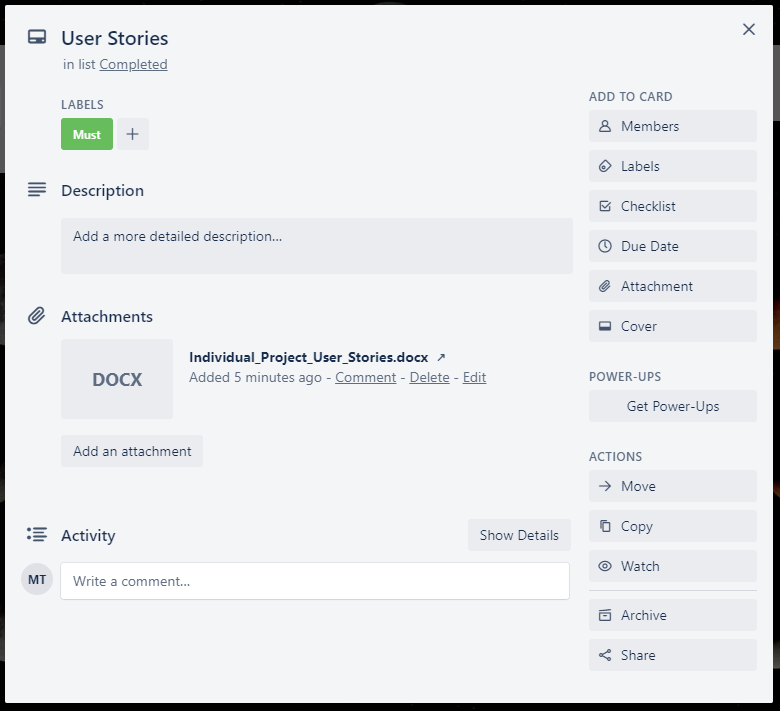 User Stories
in list Completed
LABELS
Must
Description
Add a more detailed description...
Attachments
DOCX
Individual_Project_User_Stories.docx ↗
Added 5 minutes ago - Comment - Delete - Edit
Add an attachment
Activity
Show Details
MT
Write a comment...
ADD TO CARD
Members
Labels
Checklist
Due Date
Attachment
Cover
POWER-UPS
Get Power-Ups
ACTIONS
Move
Copy
Watch
Archive
Share